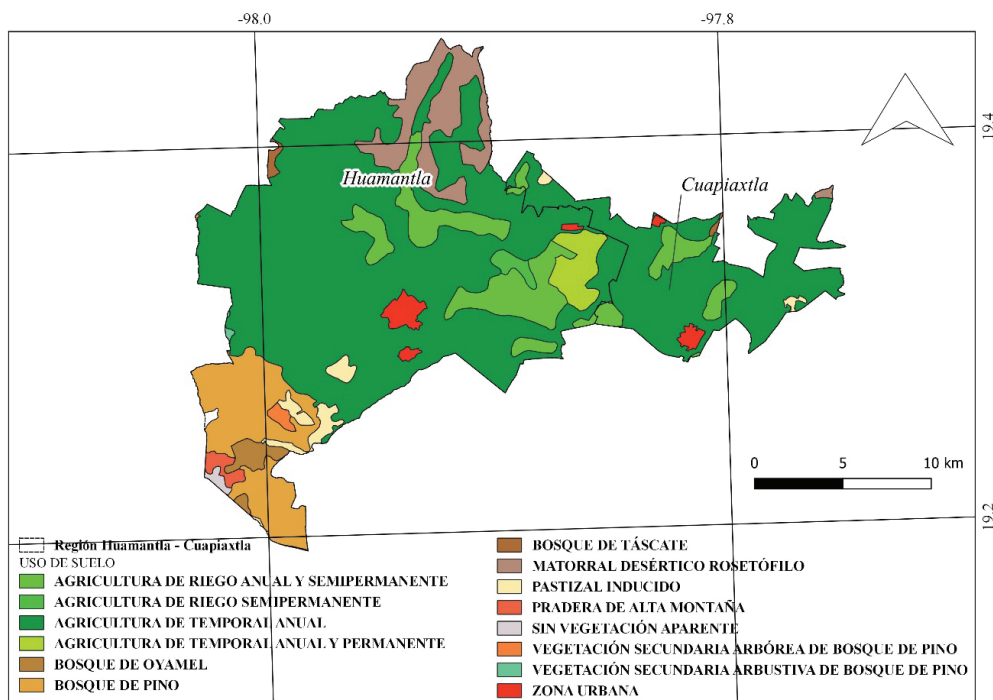 -98.0
-97.8
19.4
Huamantla
Cuapiaxtla
0 5 10 km
19.2
Región Huamantla - Cuapiaxtla
USO DE SUELO
AGRICULTURA DE RIEGO ANUAL Y SEMIPERMANENTE
AGRICULTURA DE RIEGO SEMIPERMANENTE
AGRICULTURA DE TEMPORAL ANUAL
AGRICULTURA DE TEMPORAL ANUAL Y PERMANENTE
BOSQUE DE OYAMEL
BOSQUE DE PINO
BOSQUE DE TÁSCATE
MATORRAL DESÉRTICO ROSETÓFILO
PASTIZAL INDUCIDO
PRADERA DE ALTA MONTAÑA
SIN VEGETACIÓN APARENTE
VEGETACIÓN SECUNDARIA ARBÓREA DE BOSQUE DE PINO
VEGETACIÓN SECUNDARIA ARBUSTIVA DE BOSQUE DE PINO
ZONA URBANA